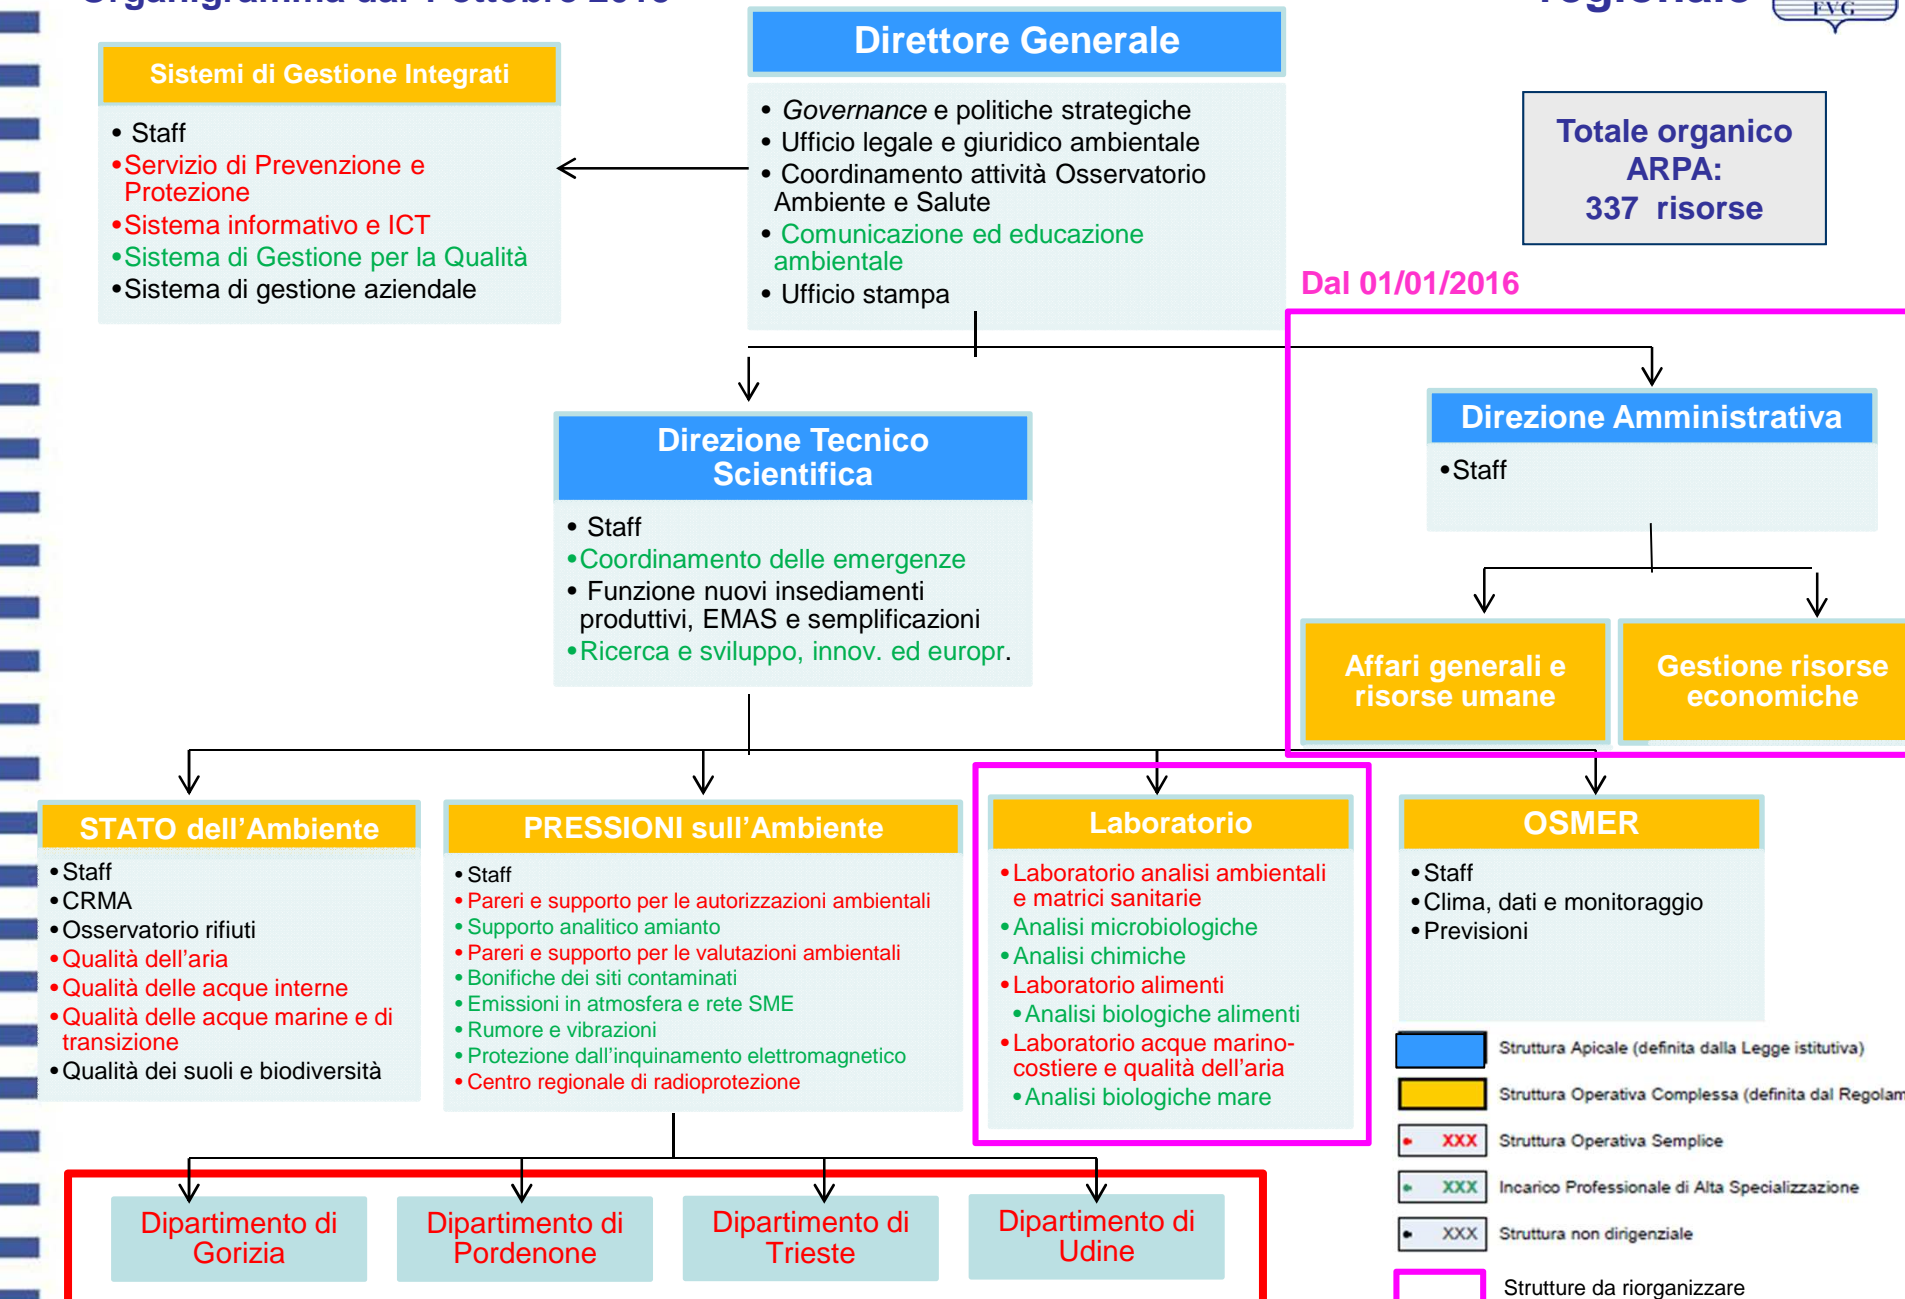 Organigramma dal 1 ottobre 2015
regionale
FVG
Direttore Generale
Sistemi di Gestione Integrati
• Staff
•Servizio di Prevenzione e
Protezione
•Sistema informativo e ICT
•Sistema di Gestione per la Qualità
•Sistema di gestione aziendale
• Governance e politiche strategiche
• Ufficio legale e giuridico ambientale
• Coordinamento attività Osservatorio
Ambiente e Salute
• Comunicazione ed educazione
ambientale
• Ufficio stampa
Totale organico
ARPA:
337 risorse
Dal 01/01/2016
Direzione Tecnico
Scientifica
• Staff
•Coordinamento delle emergenze
• Funzione nuovi insediamenti
produttivi, EMAS e semplificazioni
•Ricerca e sviluppo, innov. ed europr.
Direzione Amministrativa
•Staff
Affari generali e
risorse umane
Gestione risorse
economiche
STATO dell’Ambiente
•Staff
•CRMA
•Osservatorio rifiuti
•Qualità dell'aria
•Qualità delle acque interne
•Qualità delle acque marine e di
transizione
•Qualità dei suoli e biodiversità
PRESSIONI sull’Ambiente
•Staff
•Pareri e supporto per le autorizzazioni ambientali
•Supporto analitico amianto
•Pareri e supporto per le valutazioni ambientali
•Bonifiche dei siti contaminati
•Emissioni in atmosfera e rete SME
•Rumore e vibrazioni
•Protezione dall’inquinamento elettromagnetico
•Centro regionale di radioprotezione
Laboratorio
•Laboratorio analisi ambientali
e matrici sanitarie
•Analisi microbiologiche
•Analisi chimiche
•Laboratorio alimenti
•Analisi biologiche alimenti
•Laboratorio acque marino-
costiere e qualità dell’aria
•Analisi biologiche mare
OSMER
•Staff
•Clima, dati e monitoraggio
•Previsioni
Dipartimento di
Gorizia
Dipartimento di
Pordenone
Dipartimento di
Trieste
Dipartimento di
Udine
Struttura Apicale (definita dalla Legge istitutiva)
Struttura Operativa Complessa (definita dal Regolam
• XXX Struttura Operativa Semplice
• XXX Incarico Professionale di Alta Specializzazione
• XXX Struttura non dirigenziale
Strutture da riorganizzare